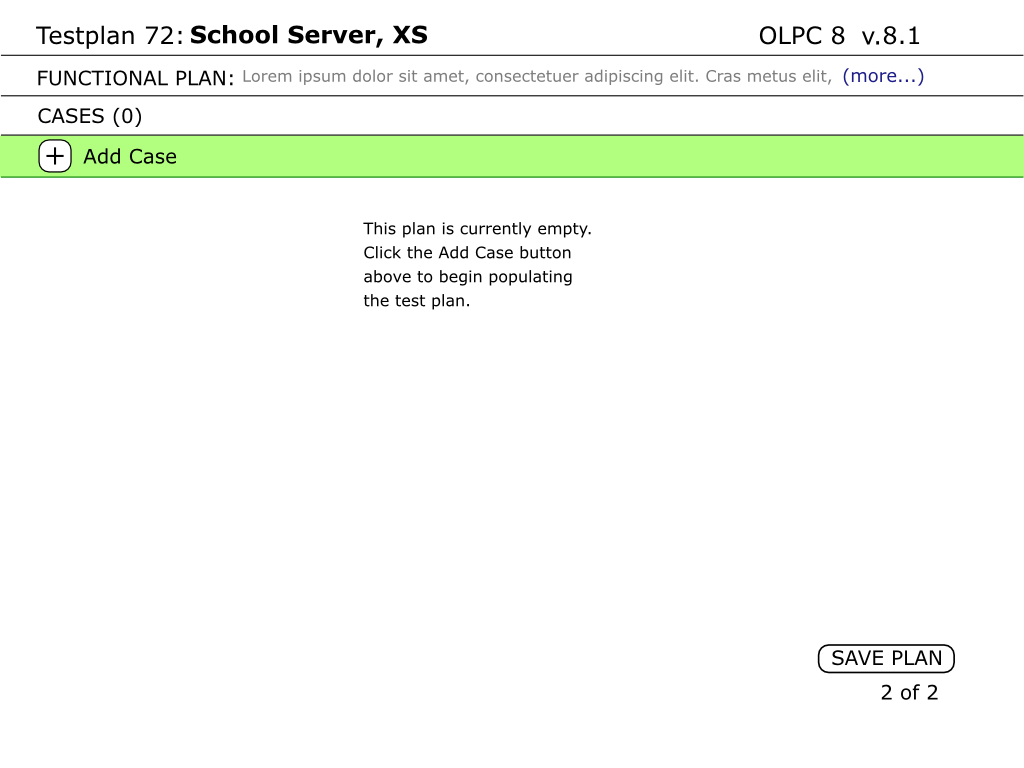 Testplan 72: School Server, XS OLPC 8 v.8.1
FUNCTIONAL PLAN: Lorem ipsum dolor sit amet, consectetuer adipiscing elit. Cras metus elit, (more...)
CASES (0)
+ Add Case
This plan is currently empty.
Click the Add Case button
above to begin populating
the test plan.
SAVE PLAN
2 of 2